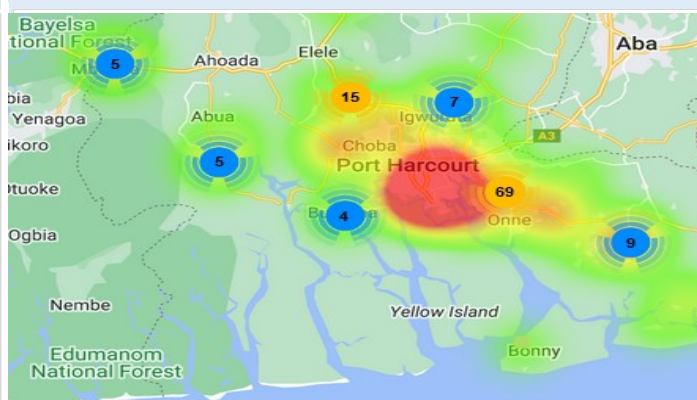 Bayelsa
tional Forest
Elele
Aba
Ahoada
5
15
7
bia
Yenagoa
Abua
A3
ikoro
Choba
Port Harcourt
5
69
Otuoke
4
Onne
Ogbia
9
Nembe
Yellow Island
Bonny
Edumanom
National Forest